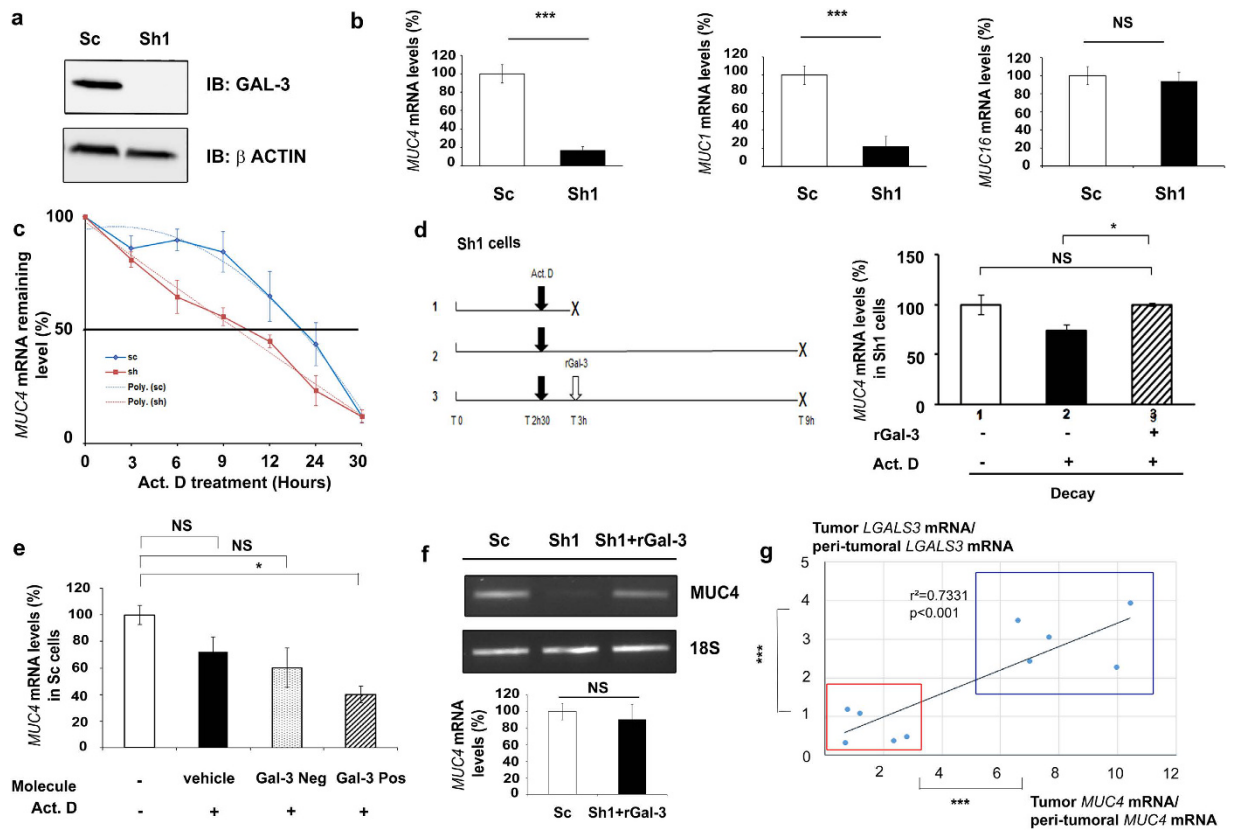 a
Sc Sh1
IB: GAL-3
IB: β ACTIN
b
***
MUC4 mRNA levels (%)
120
100
80
60
40
20
0
Sc Sh1
***
MUC1 mRNA levels (%)
120
100
80
60
40
20
0
Sc Sh1
NS
MUC16 mRNA levels (%)
120
100
80
60
40
20
0
Sc Sh1
c
MUC4 mRNA remaining
level (%)
100
50
0
sc
sh
Poly. (sc)
Poly. (sh)
0 3 6 9 12 24 30
Act. D treatment (Hours)
d
Sh1 cells
Act. D
1 X
2 X
rGal-3
3 X
T 0 T 2h30 T 3h T 9h
*
NS
MUC4 mRNA levels (%)
in Sh1 cells
150
100
50
0
1 2 3
rGal-3 - - +
Act. D - + +
Decay
e
NS
NS
*
MUC4 mRNA levels (%)
in Sc cells
120
100
80
60
40
20
0
Molecule - vehicle Gal-3 Neg Gal-3 Pos
Act. D - + + +
f
Sc Sh1 Sh1+rGal-3
MUC4
18S
NS
MUC4 mRNA
levels (%)
120
100
80
60
40
20
0
Sc Sh1+rGal-3
g
Tumor LGALS3 mRNA/
peri-tumoral LGALS3 mRNA
r²=0.7331
p<0.001
***
5
4
3
2
1
0
2 4 6 8 10 12
***
Tumor MUC4 mRNA/
peri-tumoral MUC4 mRNA